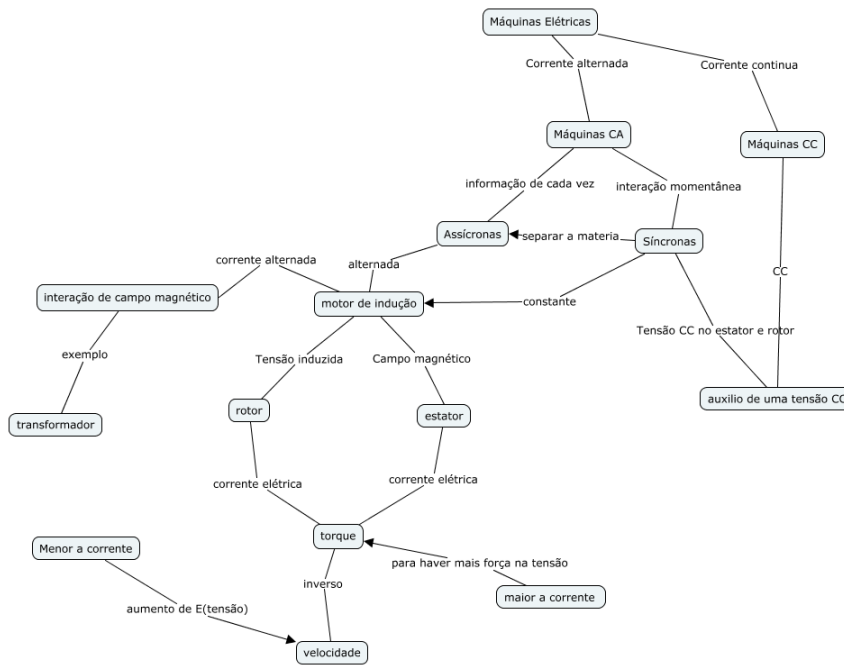 Máquinas Elétricas
Corrente alternada
Corrente continua
Máquinas CA
Máquinas CC
informação de cada vez
interação momentânea
Assícronas
separar a materia
Síncronas
corrente alternada
alternada
CC
interação de campo magnético
motor de indução
constante
Tensão CC no estator e rotor
exemplo
Tensão induzida
Campo magnético
auxilio de uma tensão CC
rotor
estator
transformador
corrente elétrica
corrente elétrica
torque
Menor a corrente
para haver mais força na tensão
inverso
maior a corrente
aumento de E(tensão)
velocidade